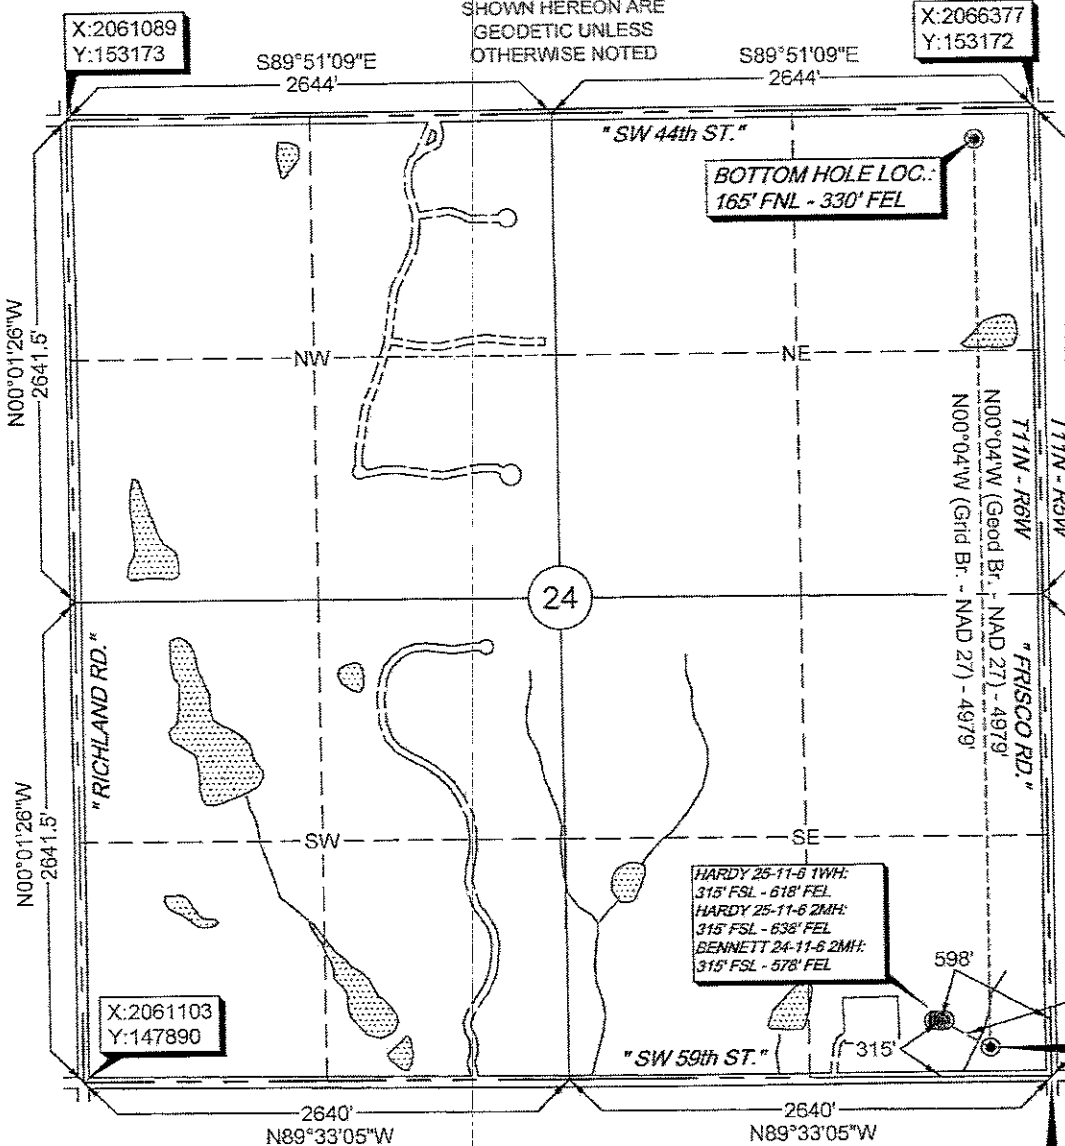 SHOWN HEREON ARE
GEODETIC UNLESS
OTHERWISE NOTED
X:2061089
Y:153173
X:2066377
Y:153172
S89°51'09"E
2644'
S89°51'09"E
2644'
"SW 44th ST."
BOTTOM HOLE LOC.:
165' FNL - 330' FEL
N00°01'26"W
2641.5'
NW
NE
T11N - R6W
T11N - R5W
N00°04'W (Geod Br. - NAD 27) - 4979'
N00°04'W (Grid Br. - NAD 27) - 4979'
24
"RICHLAND RD."
"FRISCO RD."
N00°01'26"W
2641.5'
SW
SE
HARDY 25-11-6 1WH:
315' FSL - 618' FEL
HARDY 25-11-6 2MH:
315' FSL - 638' FEL
BENNETT 24-11-6 2MH:
315' FSL - 578' FEL
598'
X:2061103
Y:147890
315'
"SW 59th ST."
2640'
N89°33'05"W
2640'
N89°33'05"W